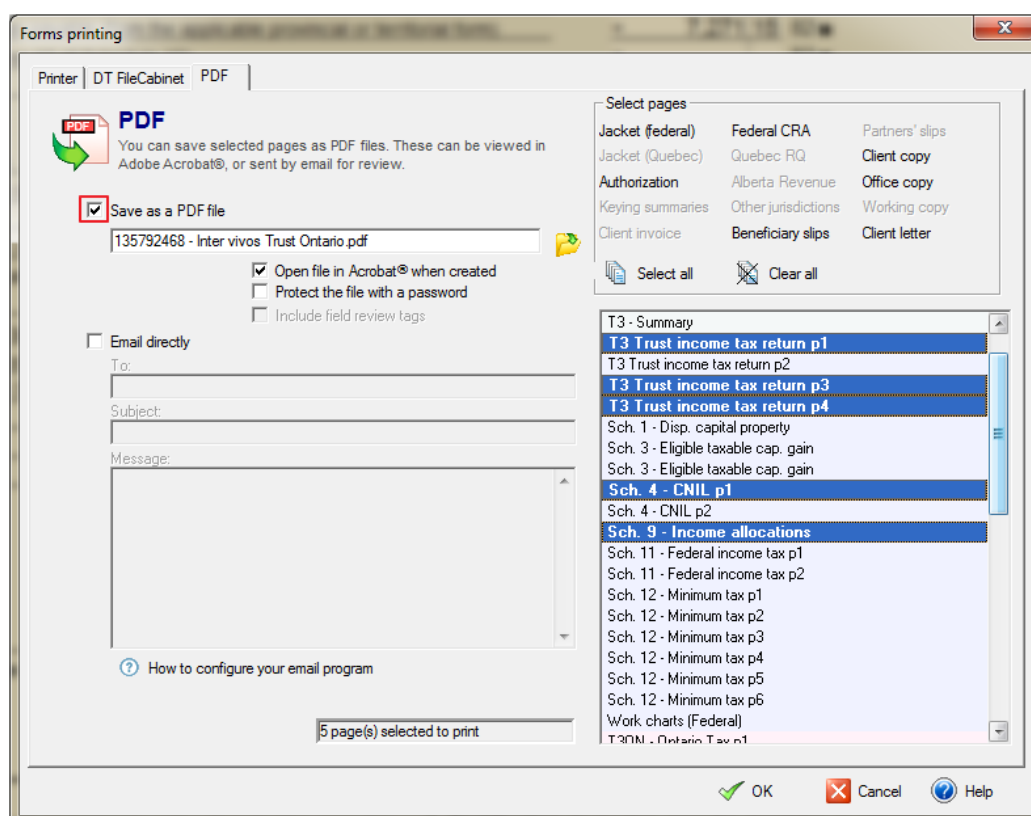 Forms printing
Printer
DT FileCabinet
PDF
PDF
PDF
You can save selected pages as PDF files. These can be viewed in
Adobe Acrobat®, or sent by email for review.
Save as a PDF file
135792468 - Inter vivos Trust Ontario.pdf
Open file in Acrobat® when created
Protect the file with a password
Include field review tags
Email directly
To:
Subject:
Message:
How to configure your email program
5 page(s) selected to print
Select pages
Jacket (federal) Federal CRA Partners' slips
Jacket (Quebec) Quebec RQ Client copy
Authorization Alberta Revenue Office copy
Keying summaries Other jurisdictions Working copy
Client invoice Beneficiary slips Client letter
Select all Clear all
T3 - Summary
T3 Trust income tax return p1
T3 Trust income tax return p2
T3 Trust income tax return p3
T3 Trust income tax return p4
Sch. 1 - Disp. capital property
Sch. 3 - Eligible taxable cap. gain
Sch. 3 - Eligible taxable cap. gain
Sch. 4 - CNIL p1
Sch. 4 - CNIL p2
Sch. 9 - Income allocations
Sch. 11 - Federal income tax p1
Sch. 11 - Federal income tax p2
Sch. 12 - Minimum tax p1
Sch. 12 - Minimum tax p2
Sch. 12 - Minimum tax p3
Sch. 12 - Minimum tax p4
Sch. 12 - Minimum tax p5
Sch. 12 - Minimum tax p6
Work charts (Federal)
T3ON - Ontario Tax p1
OK Cancel Help